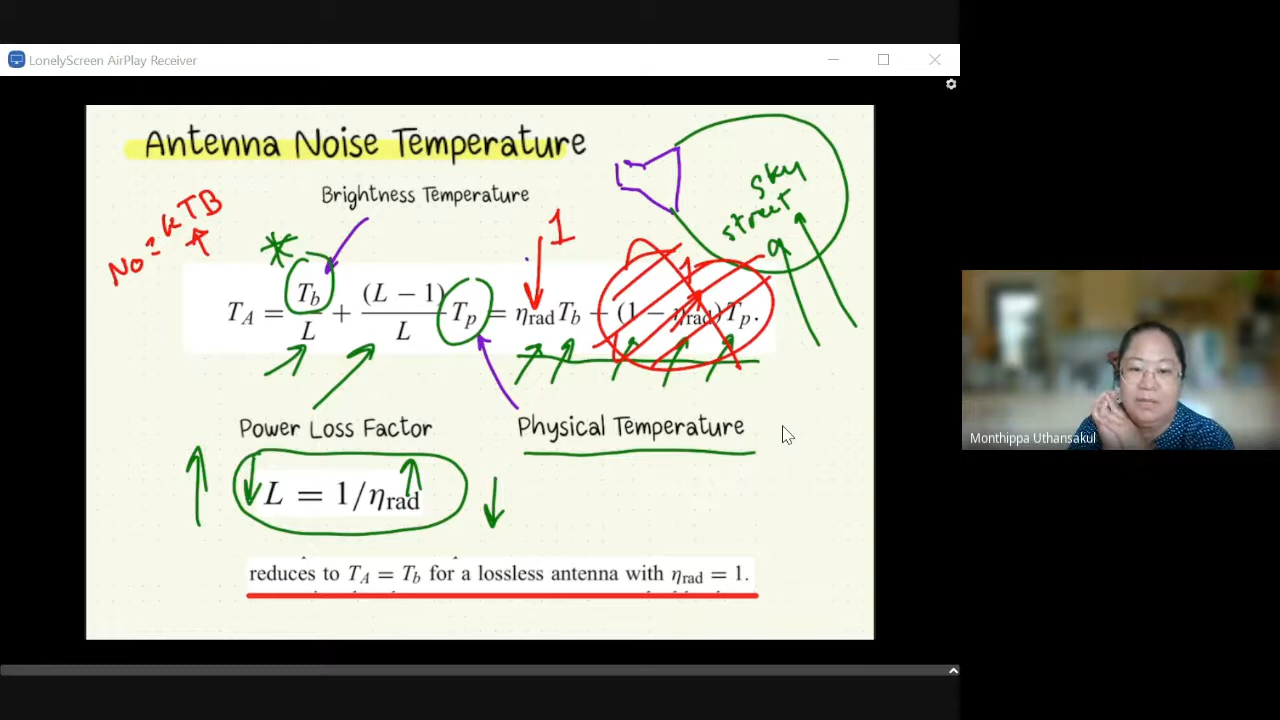 LonelyScreen AirPlay Receiver
Antenna Noise Temperature
Brightness Temperature
sky
street
No = kTB
1
1
T_A = T_b / L + (L − 1) / L T_p = η_rad T_b + (1 − η_rad) T_p.
Power Loss Factor
Physical Temperature
L = 1/η_rad
reduces to T_A = T_b for a lossless antenna with η_rad = 1.
Monthippa Uthansakul